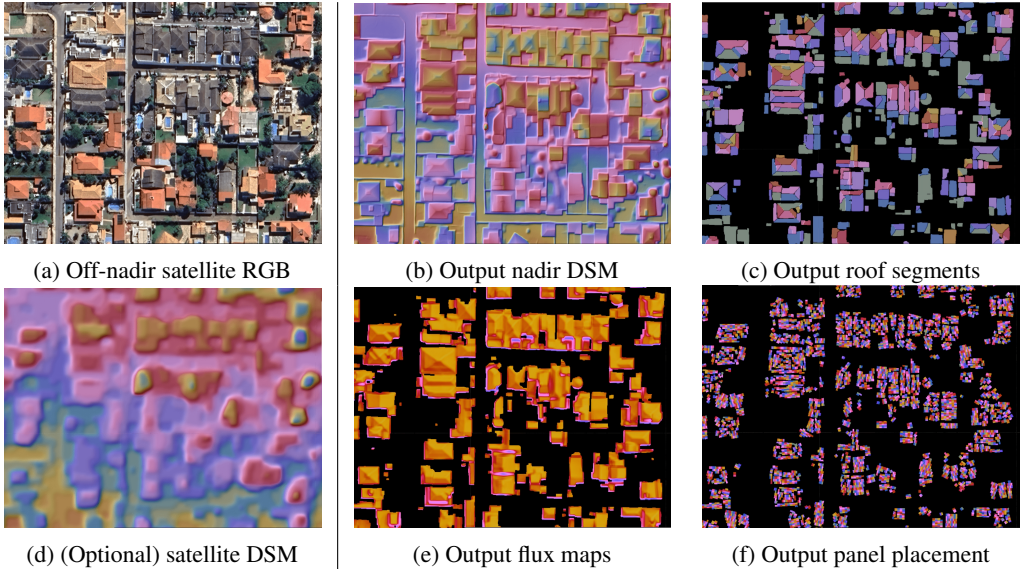 (a) Off-nadir satellite RGB
(b) Output nadir DSM
(c) Output roof segments
(d) (Optional) satellite DSM
(e) Output flux maps
(f) Output panel placement